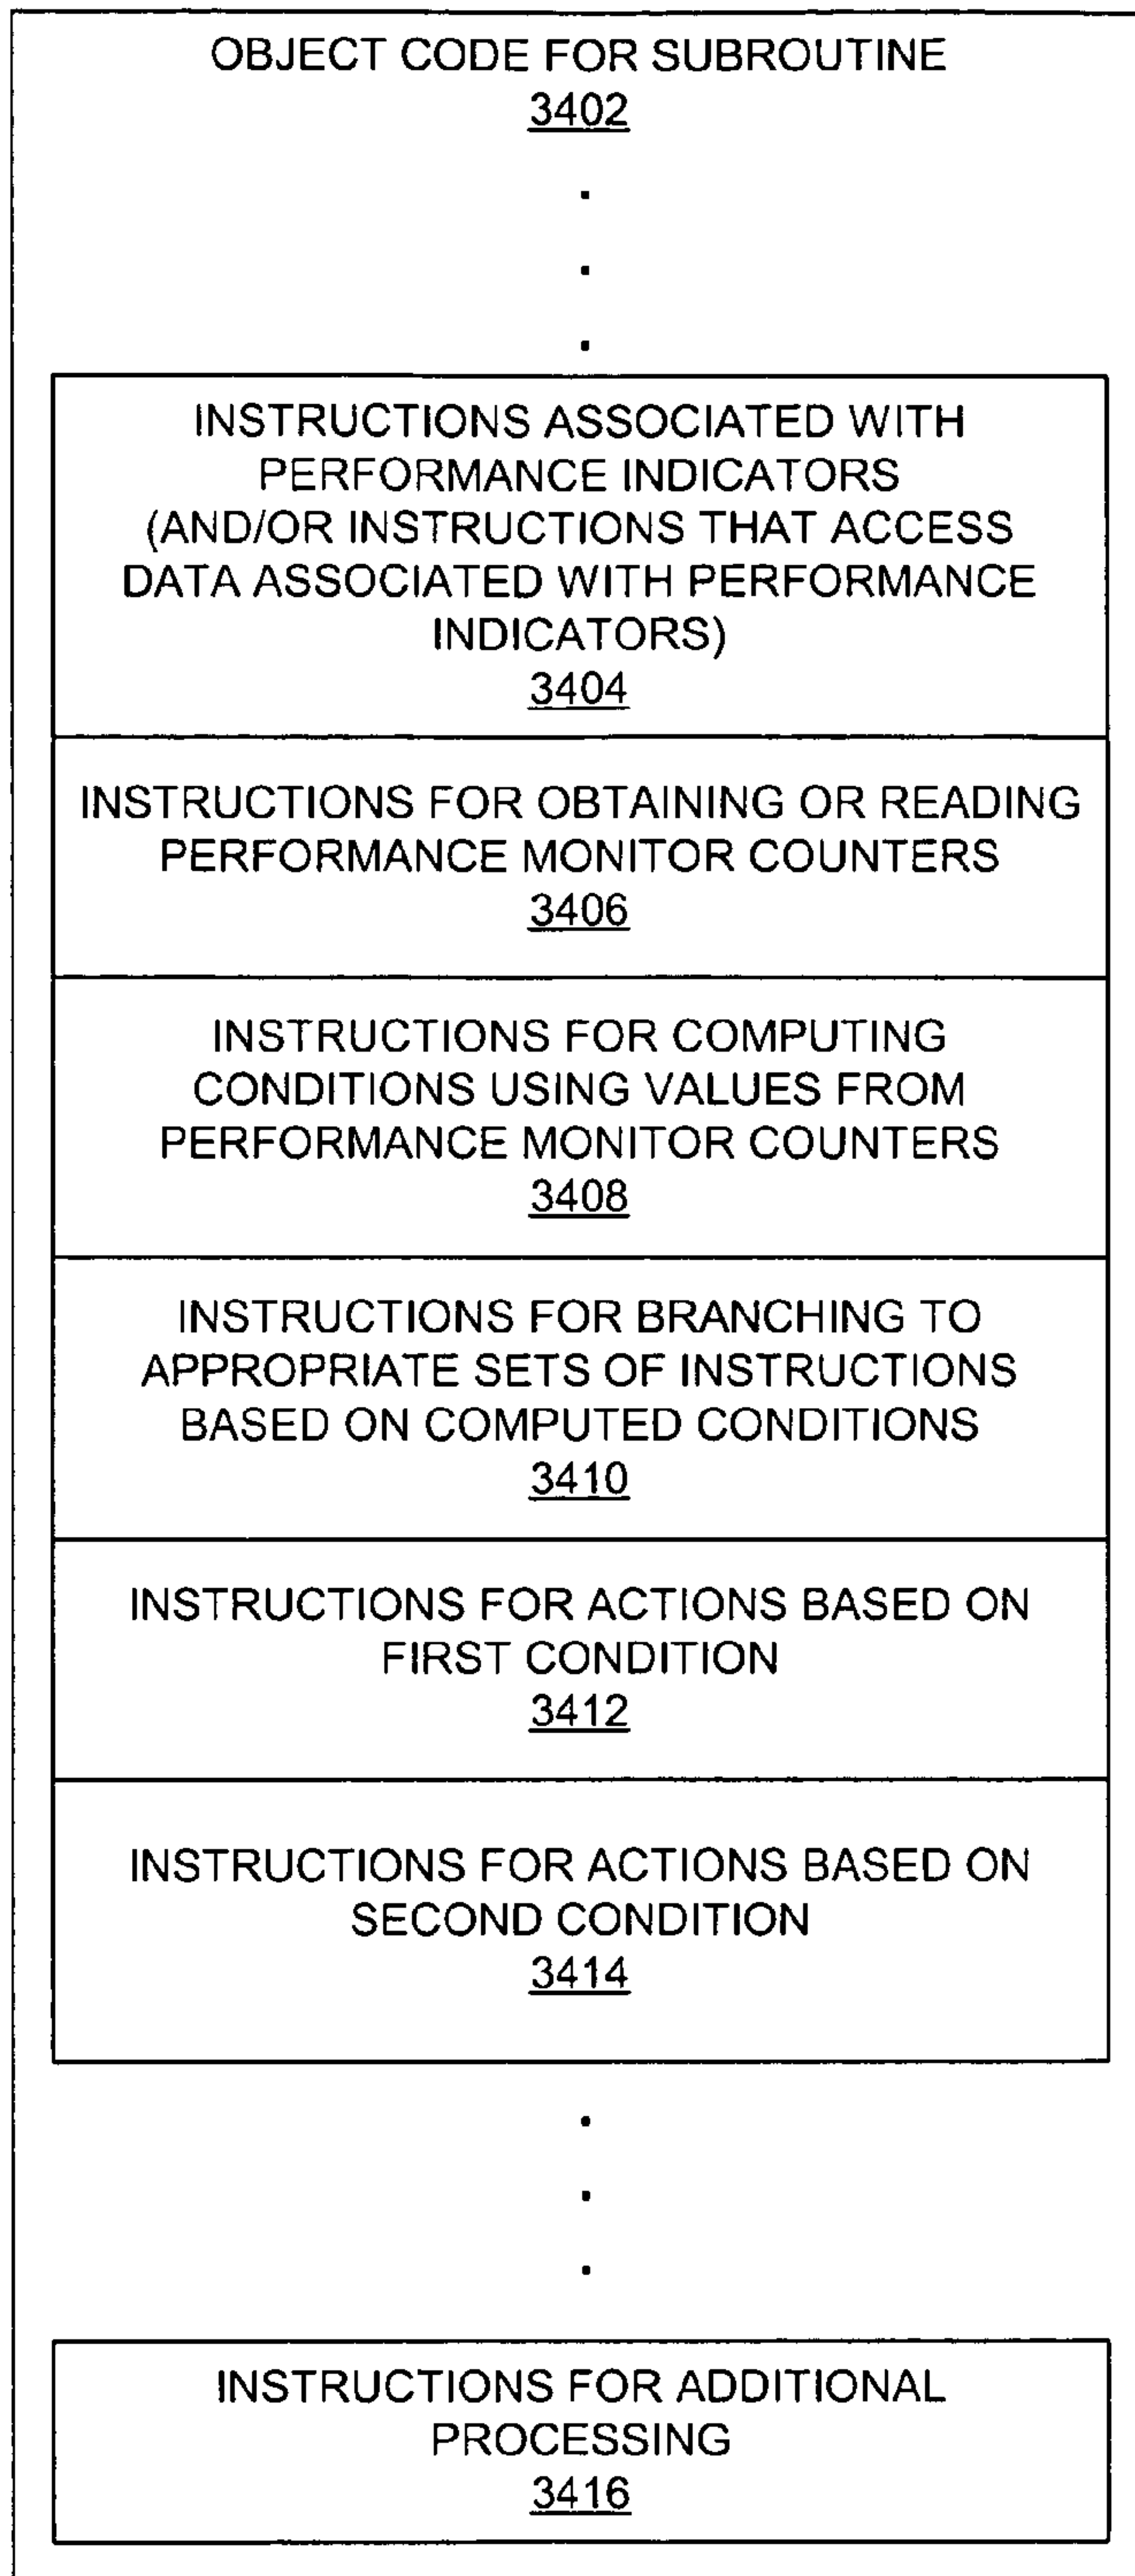 OBJECT CODE FOR SUBROUTINE
3402
.
.
.
INSTRUCTIONS ASSOCIATED WITH
PERFORMANCE INDICATORS
(AND/OR INSTRUCTIONS THAT ACCESS
DATA ASSOCIATED WITH PERFORMANCE
INDICATORS)
3404
INSTRUCTIONS FOR OBTAINING OR READING
PERFORMANCE MONITOR COUNTERS
3406
INSTRUCTIONS FOR COMPUTING
CONDITIONS USING VALUES FROM
PERFORMANCE MONITOR COUNTERS
3408
INSTRUCTIONS FOR BRANCHING TO
APPROPRIATE SETS OF INSTRUCTIONS
BASED ON COMPUTED CONDITIONS
3410
INSTRUCTIONS FOR ACTIONS BASED ON
FIRST CONDITION
3412
INSTRUCTIONS FOR ACTIONS BASED ON
SECOND CONDITION
3414
.
.
.
INSTRUCTIONS FOR ADDITIONAL
PROCESSING
3416